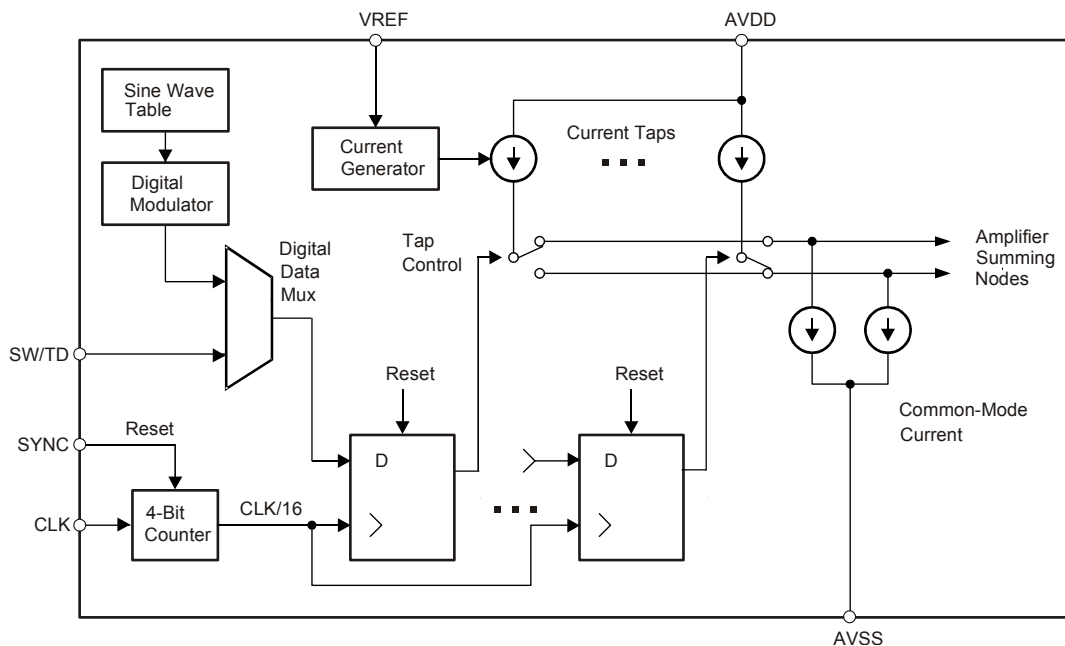 VREF
AVDD
Sine Wave
Table
Current
Generator
Current Taps
Digital
Modulator
Digital
Data
Mux
Tap
Control
Amplifier
Summing
Nodes
SW/TD
Reset
Reset
Common-Mode
Current
SYNC
Reset
D
D
CLK
4-Bit
Counter
CLK/16
AVSS